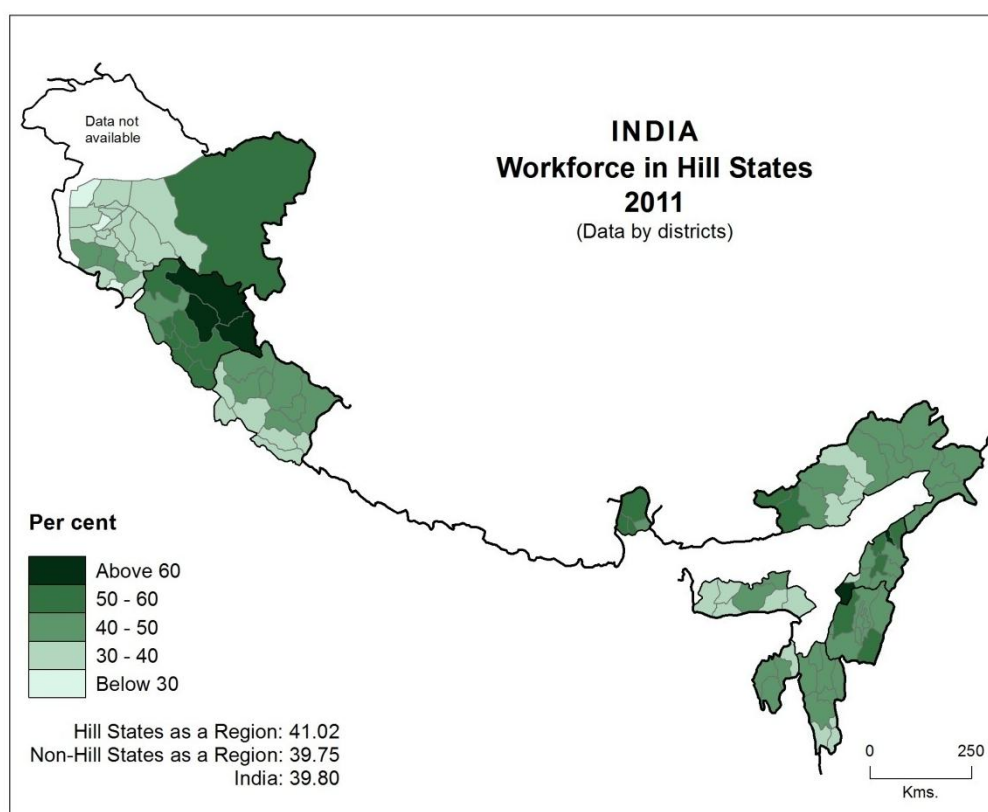 Data not
available
INDIA
Workforce in Hill States
2011
(Data by districts)
Per cent
Above 60
50 - 60
40 - 50
30 - 40
Below 30
Hill States as a Region: 41.02
Non-Hill States as a Region: 39.75
India: 39.80
0 250
Kms.